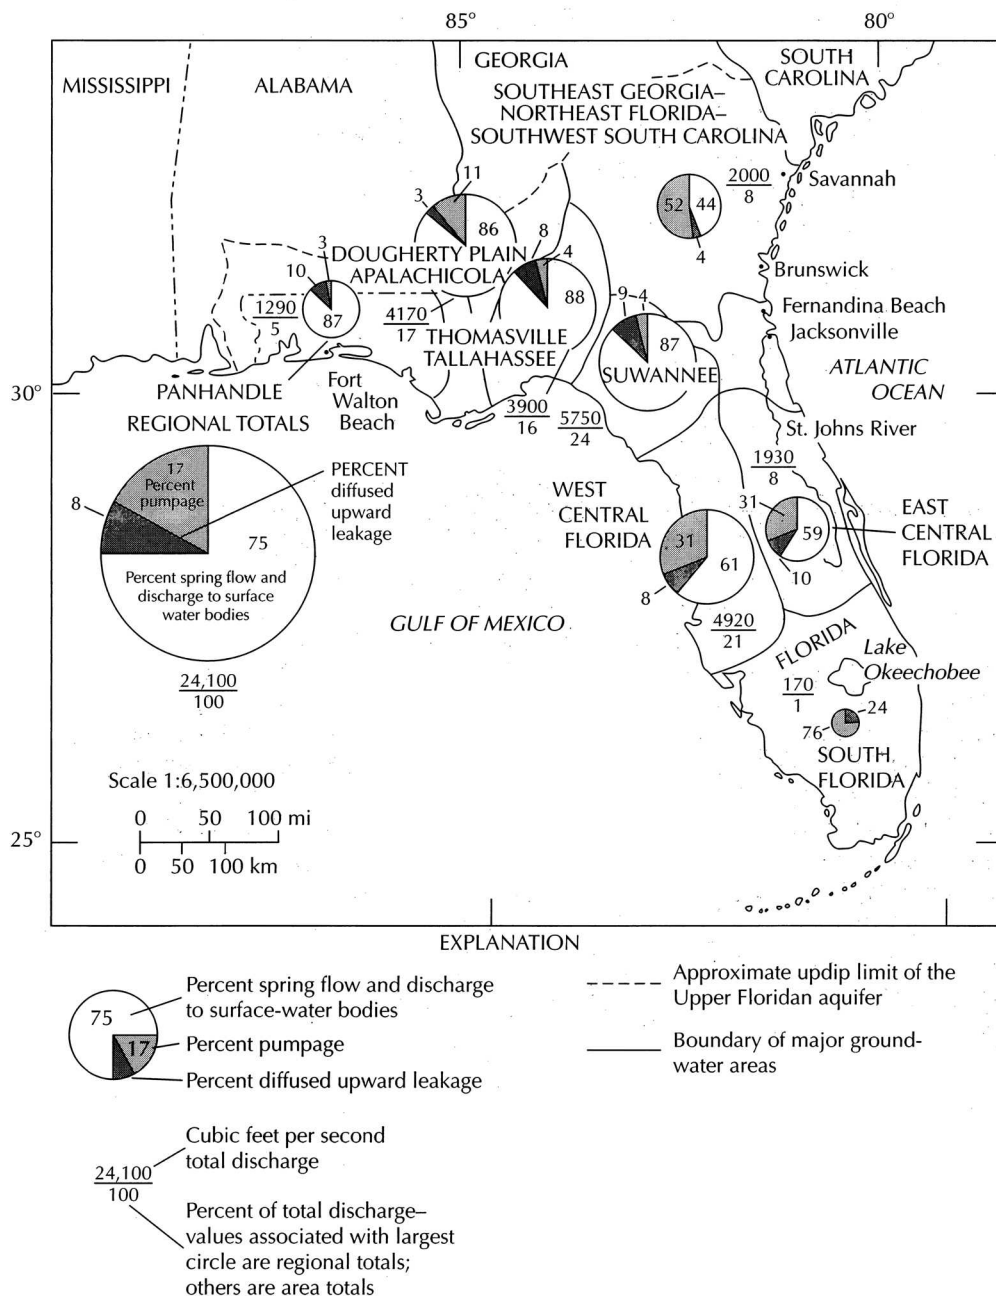 85°
80°
MISSISSIPPI
ALABAMA
GEORGIA
SOUTH
CAROLINA
SOUTHEAST GEORGIA–
NORTHEAST FLORIDA–
SOUTHWEST SOUTH CAROLINA
2000
8
Savannah
52
44
4
3
11
86
DOUGHERTY PLAIN
APALACHICOLA
4170
17
8
4
88
THOMASVILLE
TALLAHASSEE
3900
16
3
10
87
1290
5
PANHANDLE
Fort
Walton
Beach
9
4
87
SUWANNEE
5750
24
Brunswick
Fernandina Beach
Jacksonville
ATLANTIC
OCEAN
30°
St. Johns River
1930
8
31
59
10
EAST
CENTRAL
FLORIDA
WEST
CENTRAL
FLORIDA
31
61
8
4920
21
REGIONAL TOTALS
17
Percent
pumpage
8
75
Percent spring flow and
discharge to surface
water bodies
PERCENT
diffused
upward
leakage
24,100
100
GULF OF MEXICO
FLORIDA
Lake
Okeechobee
170
1
24
76
SOUTH
FLORIDA
Scale 1:6,500,000
0 50 100 mi
0 50 100 km
25°
EXPLANATION
75
17
Percent spring flow and discharge
to surface-water bodies
Percent pumpage
Percent diffused upward leakage
24,100
100
Cubic feet per second
total discharge
Percent of total discharge–
values associated with largest
circle are regional totals;
others are area totals
Approximate updip limit of the
Upper Floridan aquifer
Boundary of major ground-
water areas